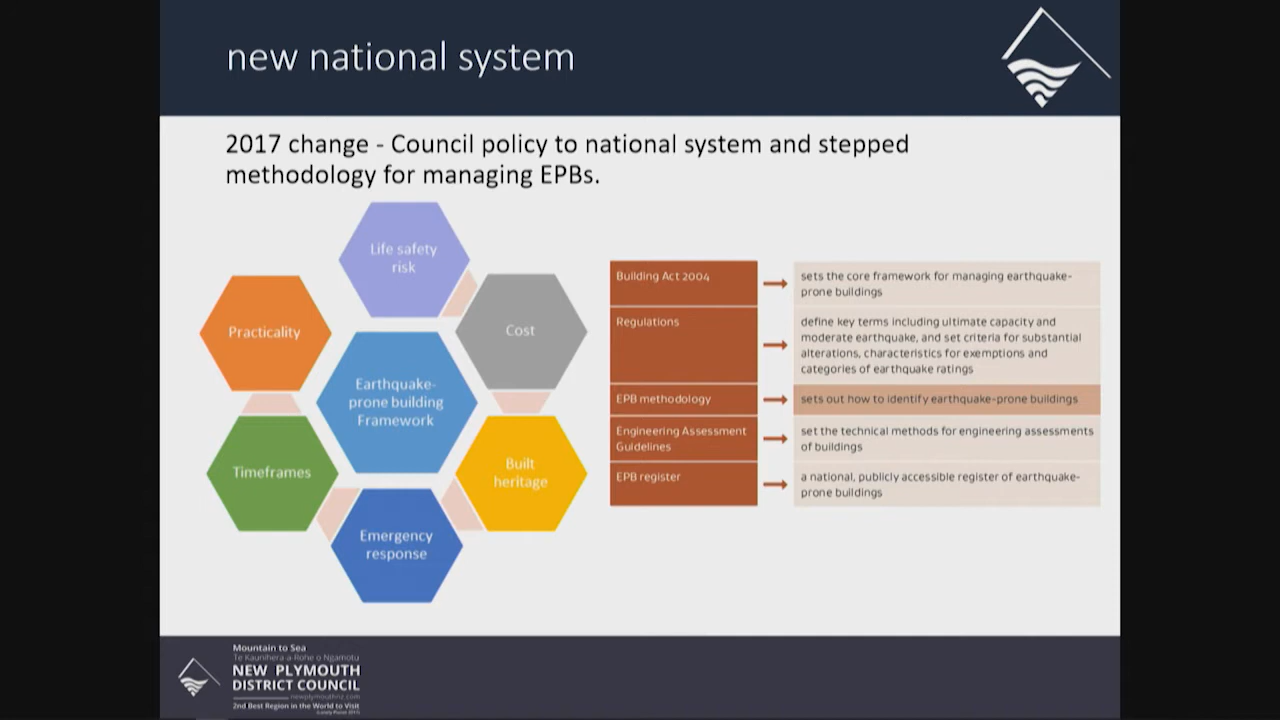 new national system
2017 change - Council policy to national system and stepped
methodology for managing EPBs.
Life safety
risk
Practicality
Cost
Earthquake-
prone building
Framework
Timeframes
Built
heritage
Emergency
response
Building Act 2004
sets the core framework for managing earthquake-
prone buildings
Regulations
define key terms including ultimate capacity and
moderate earthquake, and set criteria for substantial
alterations, characteristics for exemptions and
categories of earthquake ratings
EPB methodology
sets out how to identify earthquake-prone buildings
Engineering Assessment
Guidelines
set the technical methods for engineering assessments
of buildings
EPB register
a national, publicly accessible register of earthquake-
prone buildings
Mountain to Sea
Te Kaunihera a Rohe o Ngamotu
NEW PLYMOUTH
DISTRICT COUNCIL
newplymouthnz.com
2nd Best Region in the World to Visit